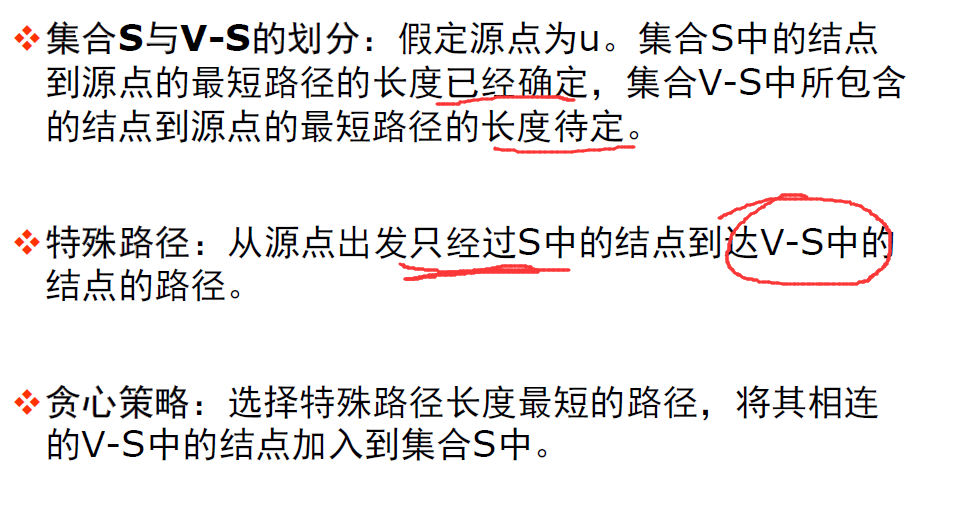 集合S与V-S的划分：假定源点为u。集合S中的结点
到源点的最短路径的长度已经确定，集合V-S中所包含
的结点到源点的最短路径的长度待定。
特殊路径：从源点出发只经过S中的结点到达V-S中的
结点的路径。
贪心策略：选择特殊路径长度最短的路径，将其相连
的V-S中的结点加入到集合S中。